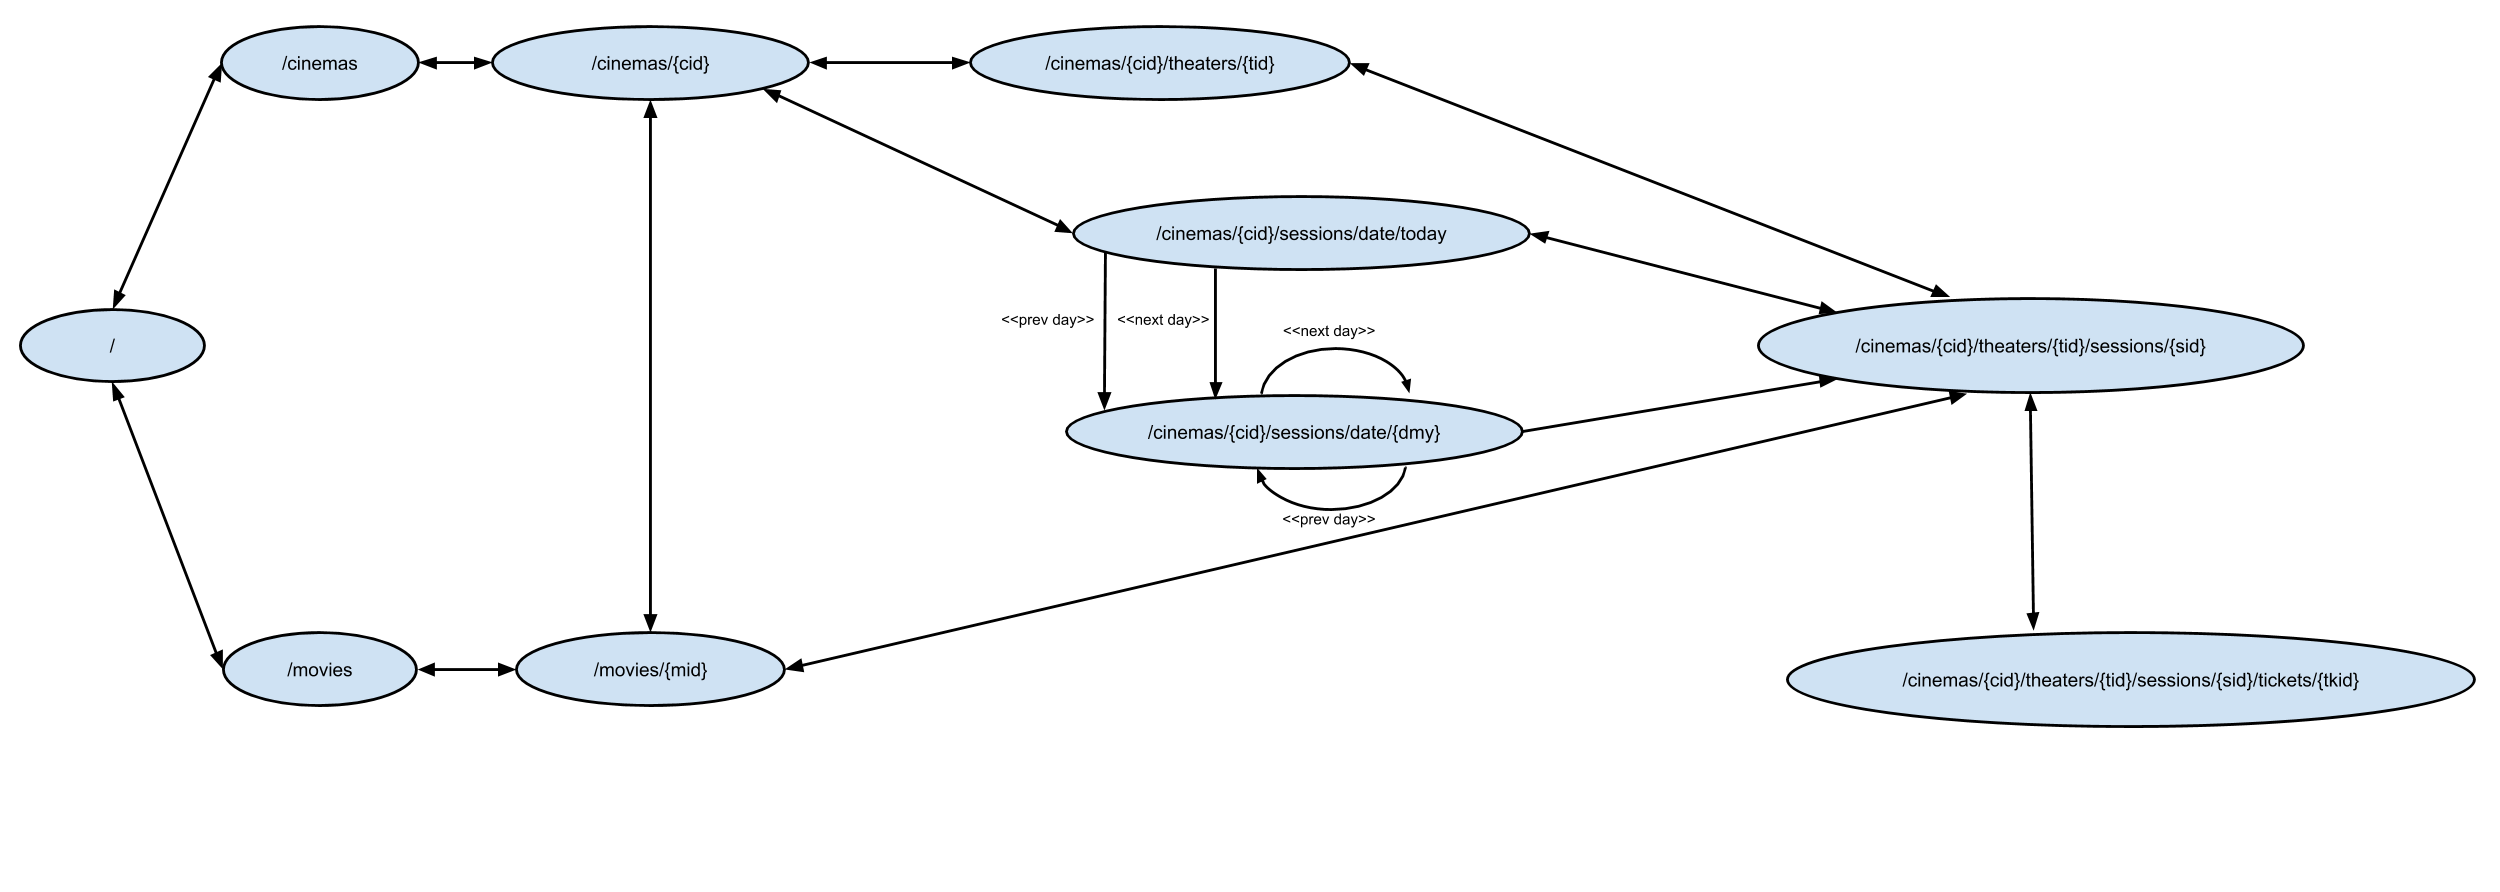 /cinemas
/cinemas/{cid}
/cinemas/{cid}/theaters/{tid}
/cinemas/{cid}/sessions/date/today
<<prev day>>
<<next day>>
<<next day>>
/
/cinemas/{cid}/theaters/{tid}/sessions/{sid}
/cinemas/{cid}/sessions/date/{dmy}
<<prev day>>
/movies
/movies/{mid}
/cinemas/{cid}/theaters/{tid}/sessions/{sid}/tickets/{tkid}